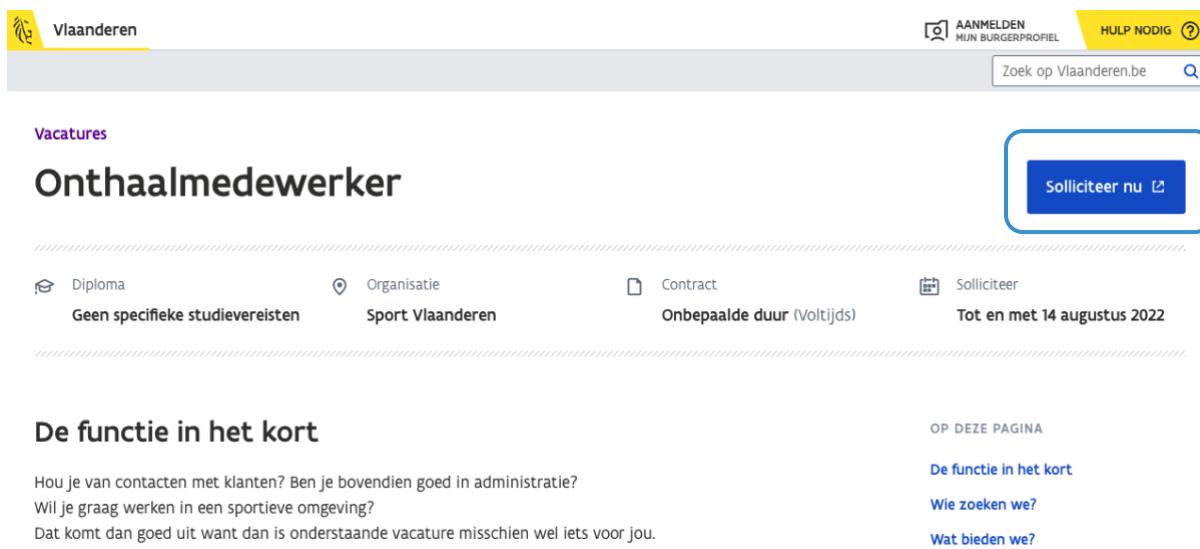 Vlaanderen
AANMELDEN
MIJN BURGERPROFIEL
HULP NODIG
Zoek op Vlaanderen.be
Vacatures
Onthaalmedewerker
Solliciteer nu
Diploma
Geen specifieke studievereisten
Organisatie
Sport Vlaanderen
Contract
Onbepaalde duur (Voltijds)
Solliciteer
Tot en met 14 augustus 2022
De functie in het kort
Hou je van contacten met klanten? Ben je bovendien goed in administratie?
Wil je graag werken in een sportieve omgeving?
Dat komt dan goed uit want dan is onderstaande vacature misschien wel iets voor jou.
OP DEZE PAGINA
De functie in het kort
Wie zoeken we?
Wat bieden we?